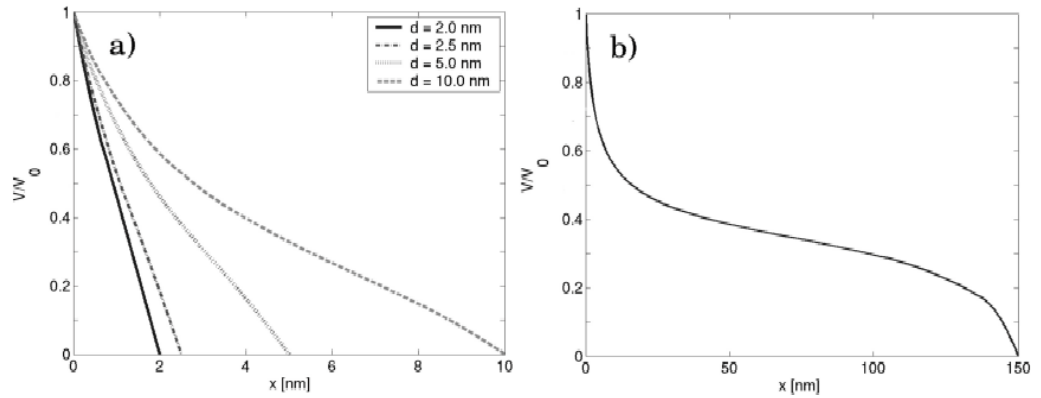 a)
d = 2.0 nm
d = 2.5 nm
d = 5.0 nm
d = 10.0 nm
V/V0
1
0.8
0.6
0.4
0.2
0
0 2 4 6 8 10
x [nm]
b)
V/V0
1
0.8
0.6
0.4
0.2
0
0 50 100 150
x [nm]